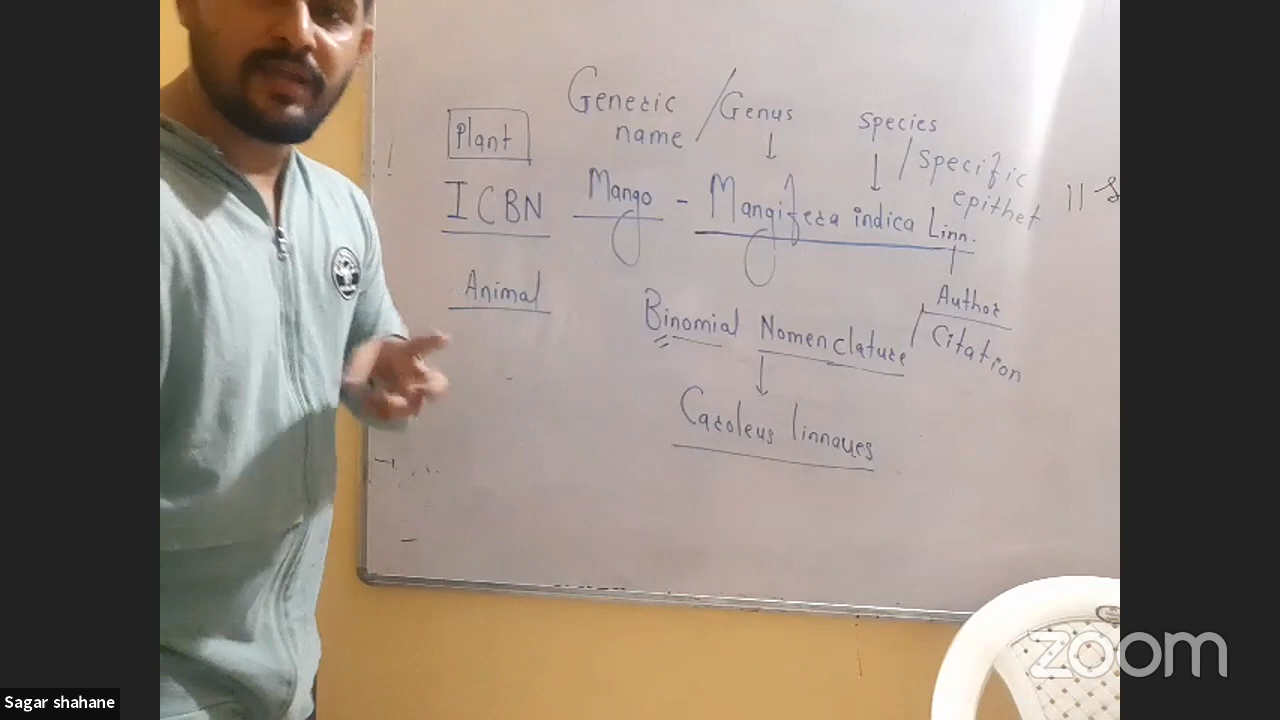 Generic / Genus
name
Species
/ Specific
epithet
Plant
ICBN
Mango - Mangifera indica Linn.
Animal
Author
Citation
Binomial Nomenclature
Caroleus linnaues
zoom
Sagar shahane